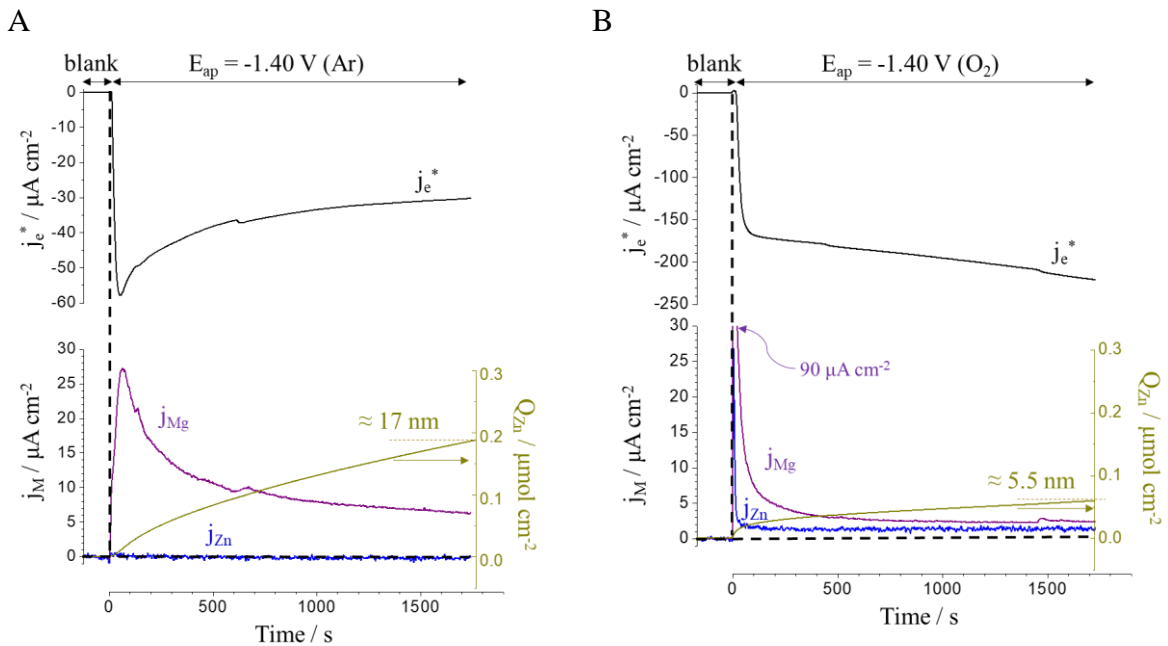 A
blank
E_ap = -1.40 V (Ar)
0
-10
-20
-30
-40
-50
-60
j_e* / μA cm⁻²
j_e*
30
25
20
15
10
5
0
j_M / μA cm⁻²
j_Mg
j_Zn
≈ 17 nm
0.3
0.2
0.1
0.0
Q_Zn / μmol cm⁻²
0
500
1000
1500
Time / s
B
blank
E_ap = -1.40 V (O₂)
0
-50
-100
-150
-200
-250
j_e* / μA cm⁻²
j_e*
30
25
20
15
10
5
0
j_M / μA cm⁻²
90 μA cm⁻²
j_Mg
j_Zn
≈ 5.5 nm
0.3
0.2
0.1
0.0
Q_Zn / μmol cm⁻²
0
500
1000
1500
Time / s